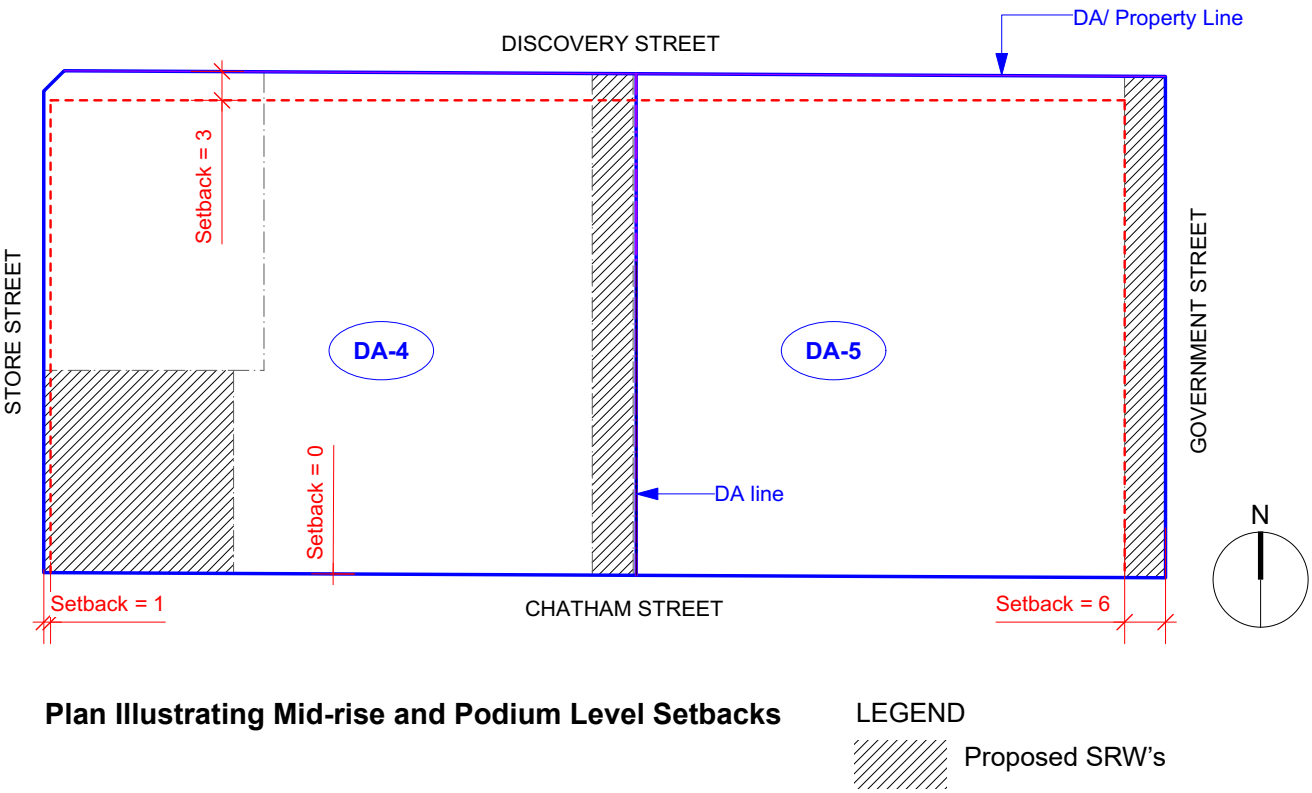 DA/ Property Line
DISCOVERY STREET
Setback = 3
STORE STREET
GOVERNMENT STREET
DA-4
DA-5
Setback = 0
DA line
N
Setback = 1
CHATHAM STREET
Setback = 6
Plan Illustrating Mid-rise and Podium Level Setbacks
LEGEND
Proposed SRW's